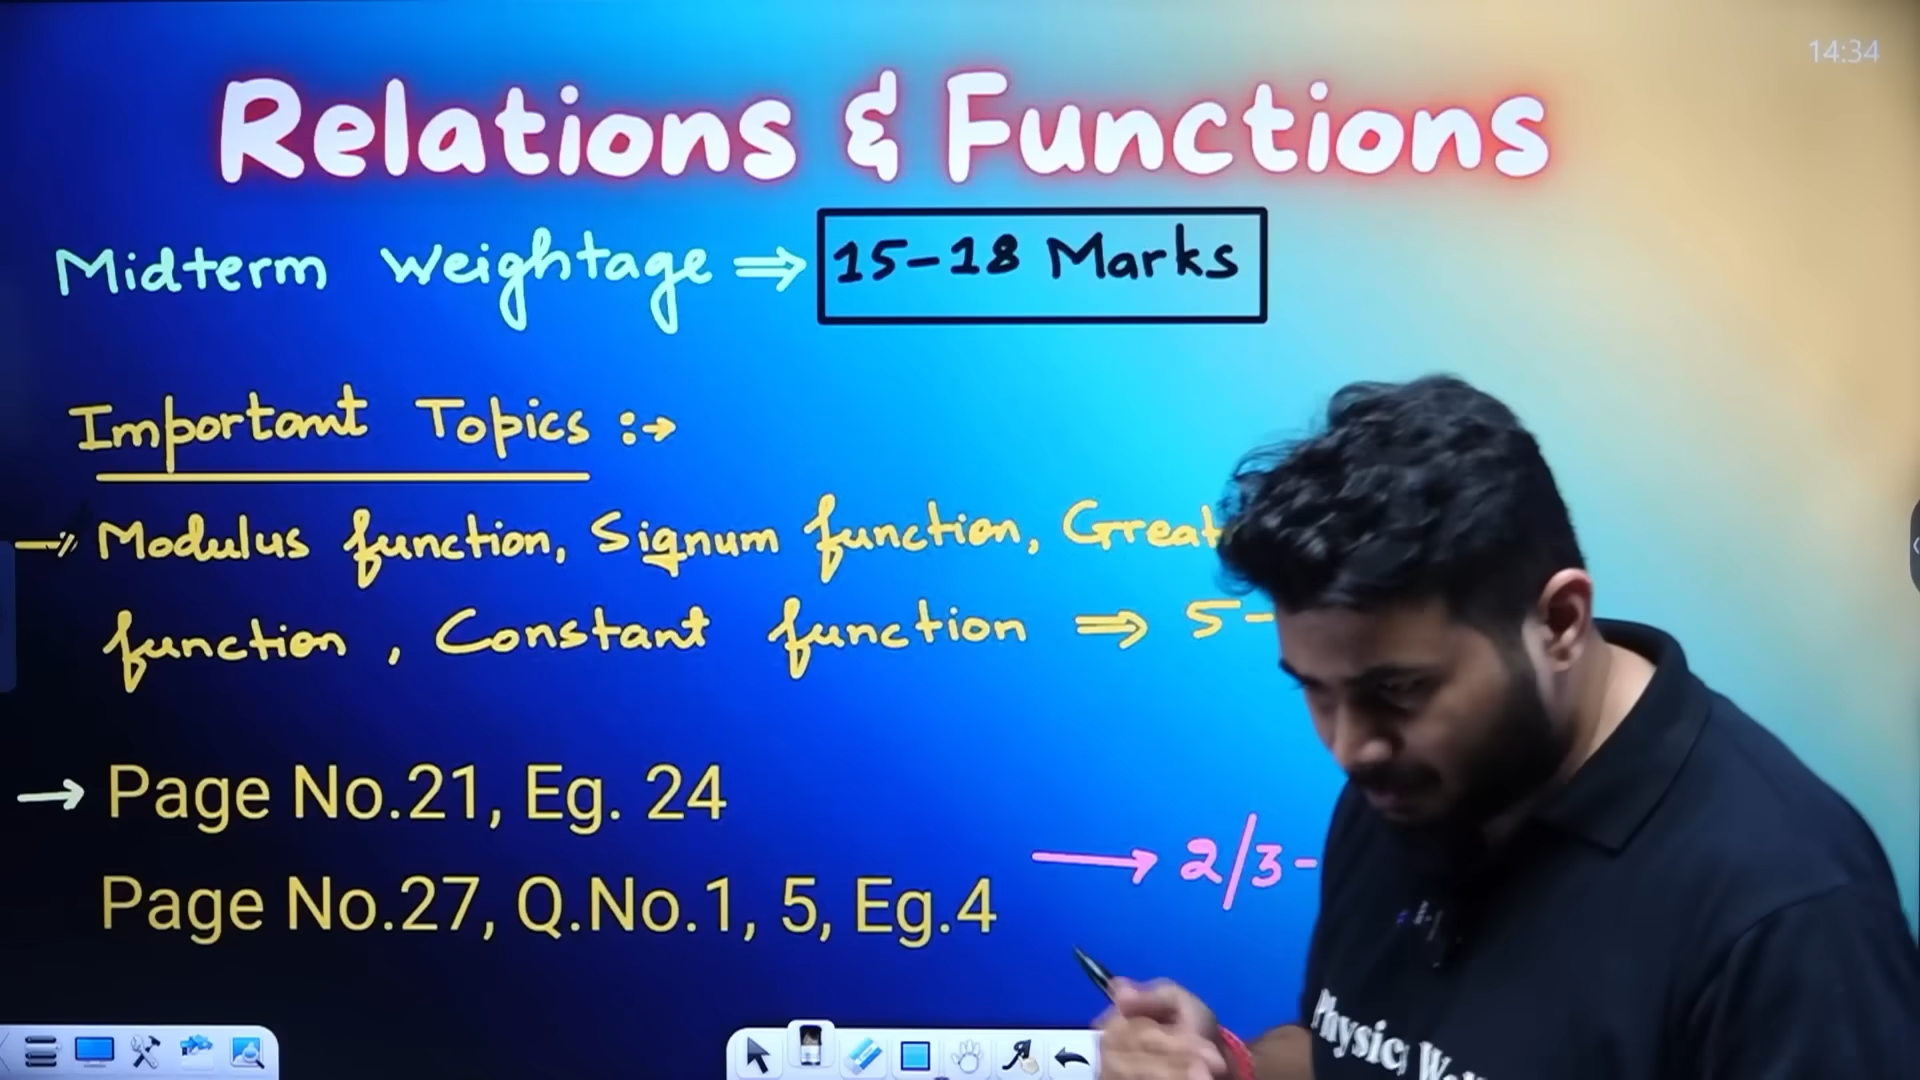 14:34
Relations & Functions
Midterm Weightage ⇒ 15-18 Marks
Important Topics :→
Modulus function, Signum function, Great
function, Constant function ⇒ 5-
→ Page No.21, Eg. 24
→ 2/3-
Page No.27, Q.No.1, 5, Eg.4
Physics